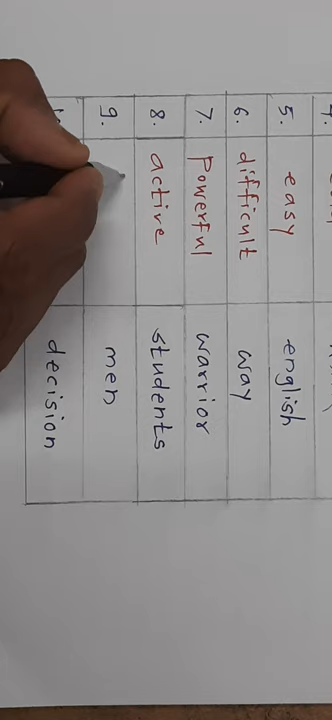 5. easy english
6. difficult way
7. Powerful warrior
8. active students
9. men
decision